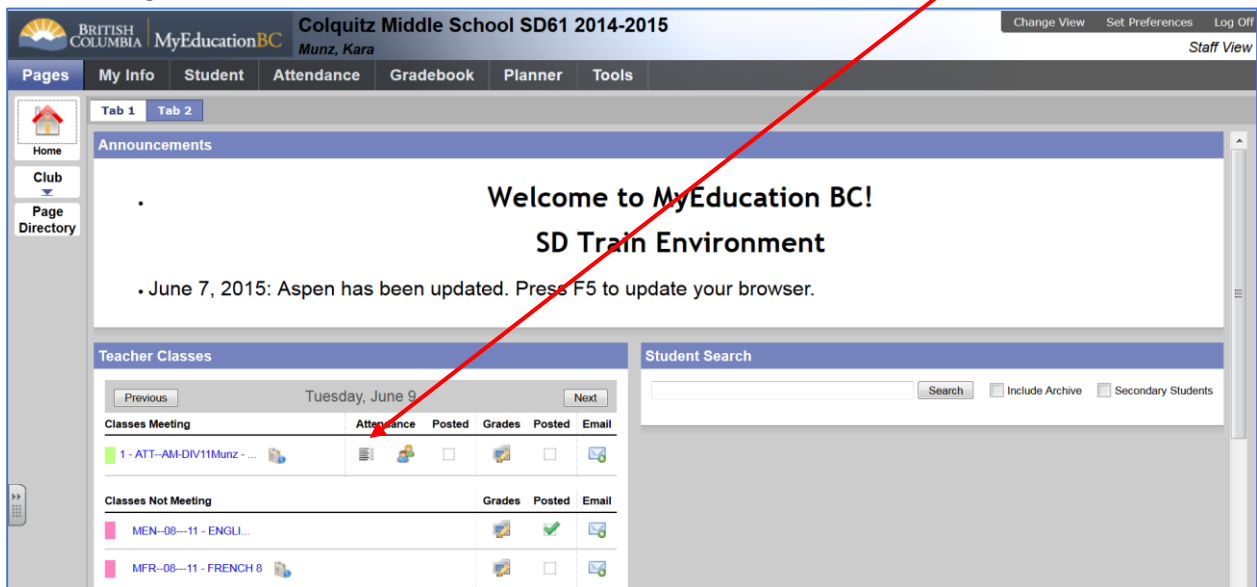 BRITISH COLUMBIA MyEducationBC Colquitz Middle School SD61 2014-2015 Change View Set Preferences Log Off
Munz, Kara Staff View
Pages My Info Student Attendance Gradebook Planner Tools
Tab 1 Tab 2
Home
Club
Page Directory
Announcements
• Welcome to MyEducation BC!
SD Train Environment
• June 7, 2015: Aspen has been updated. Press F5 to update your browser.
Teacher Classes
Previous Tuesday, June 9 Next
Classes Meeting Attendance Posted Grades Posted Email
1 - ATT--AM-DIV11Munz - ...
Classes Not Meeting Grades Posted Email
MEN--08---11 - ENGLI...
MFR--08---11 - FRENCH 8
Student Search
Search Include Archive Secondary Students